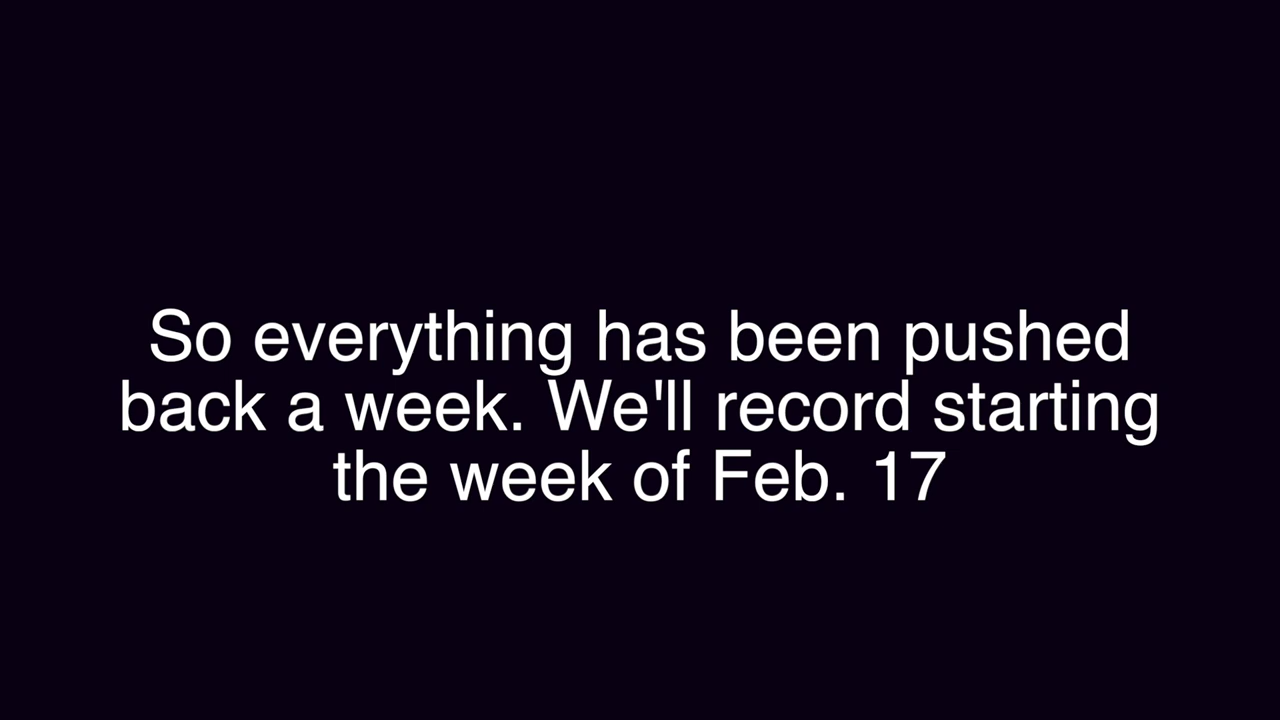 So everything has been pushed
back a week. We'll record starting
the week of Feb. 17